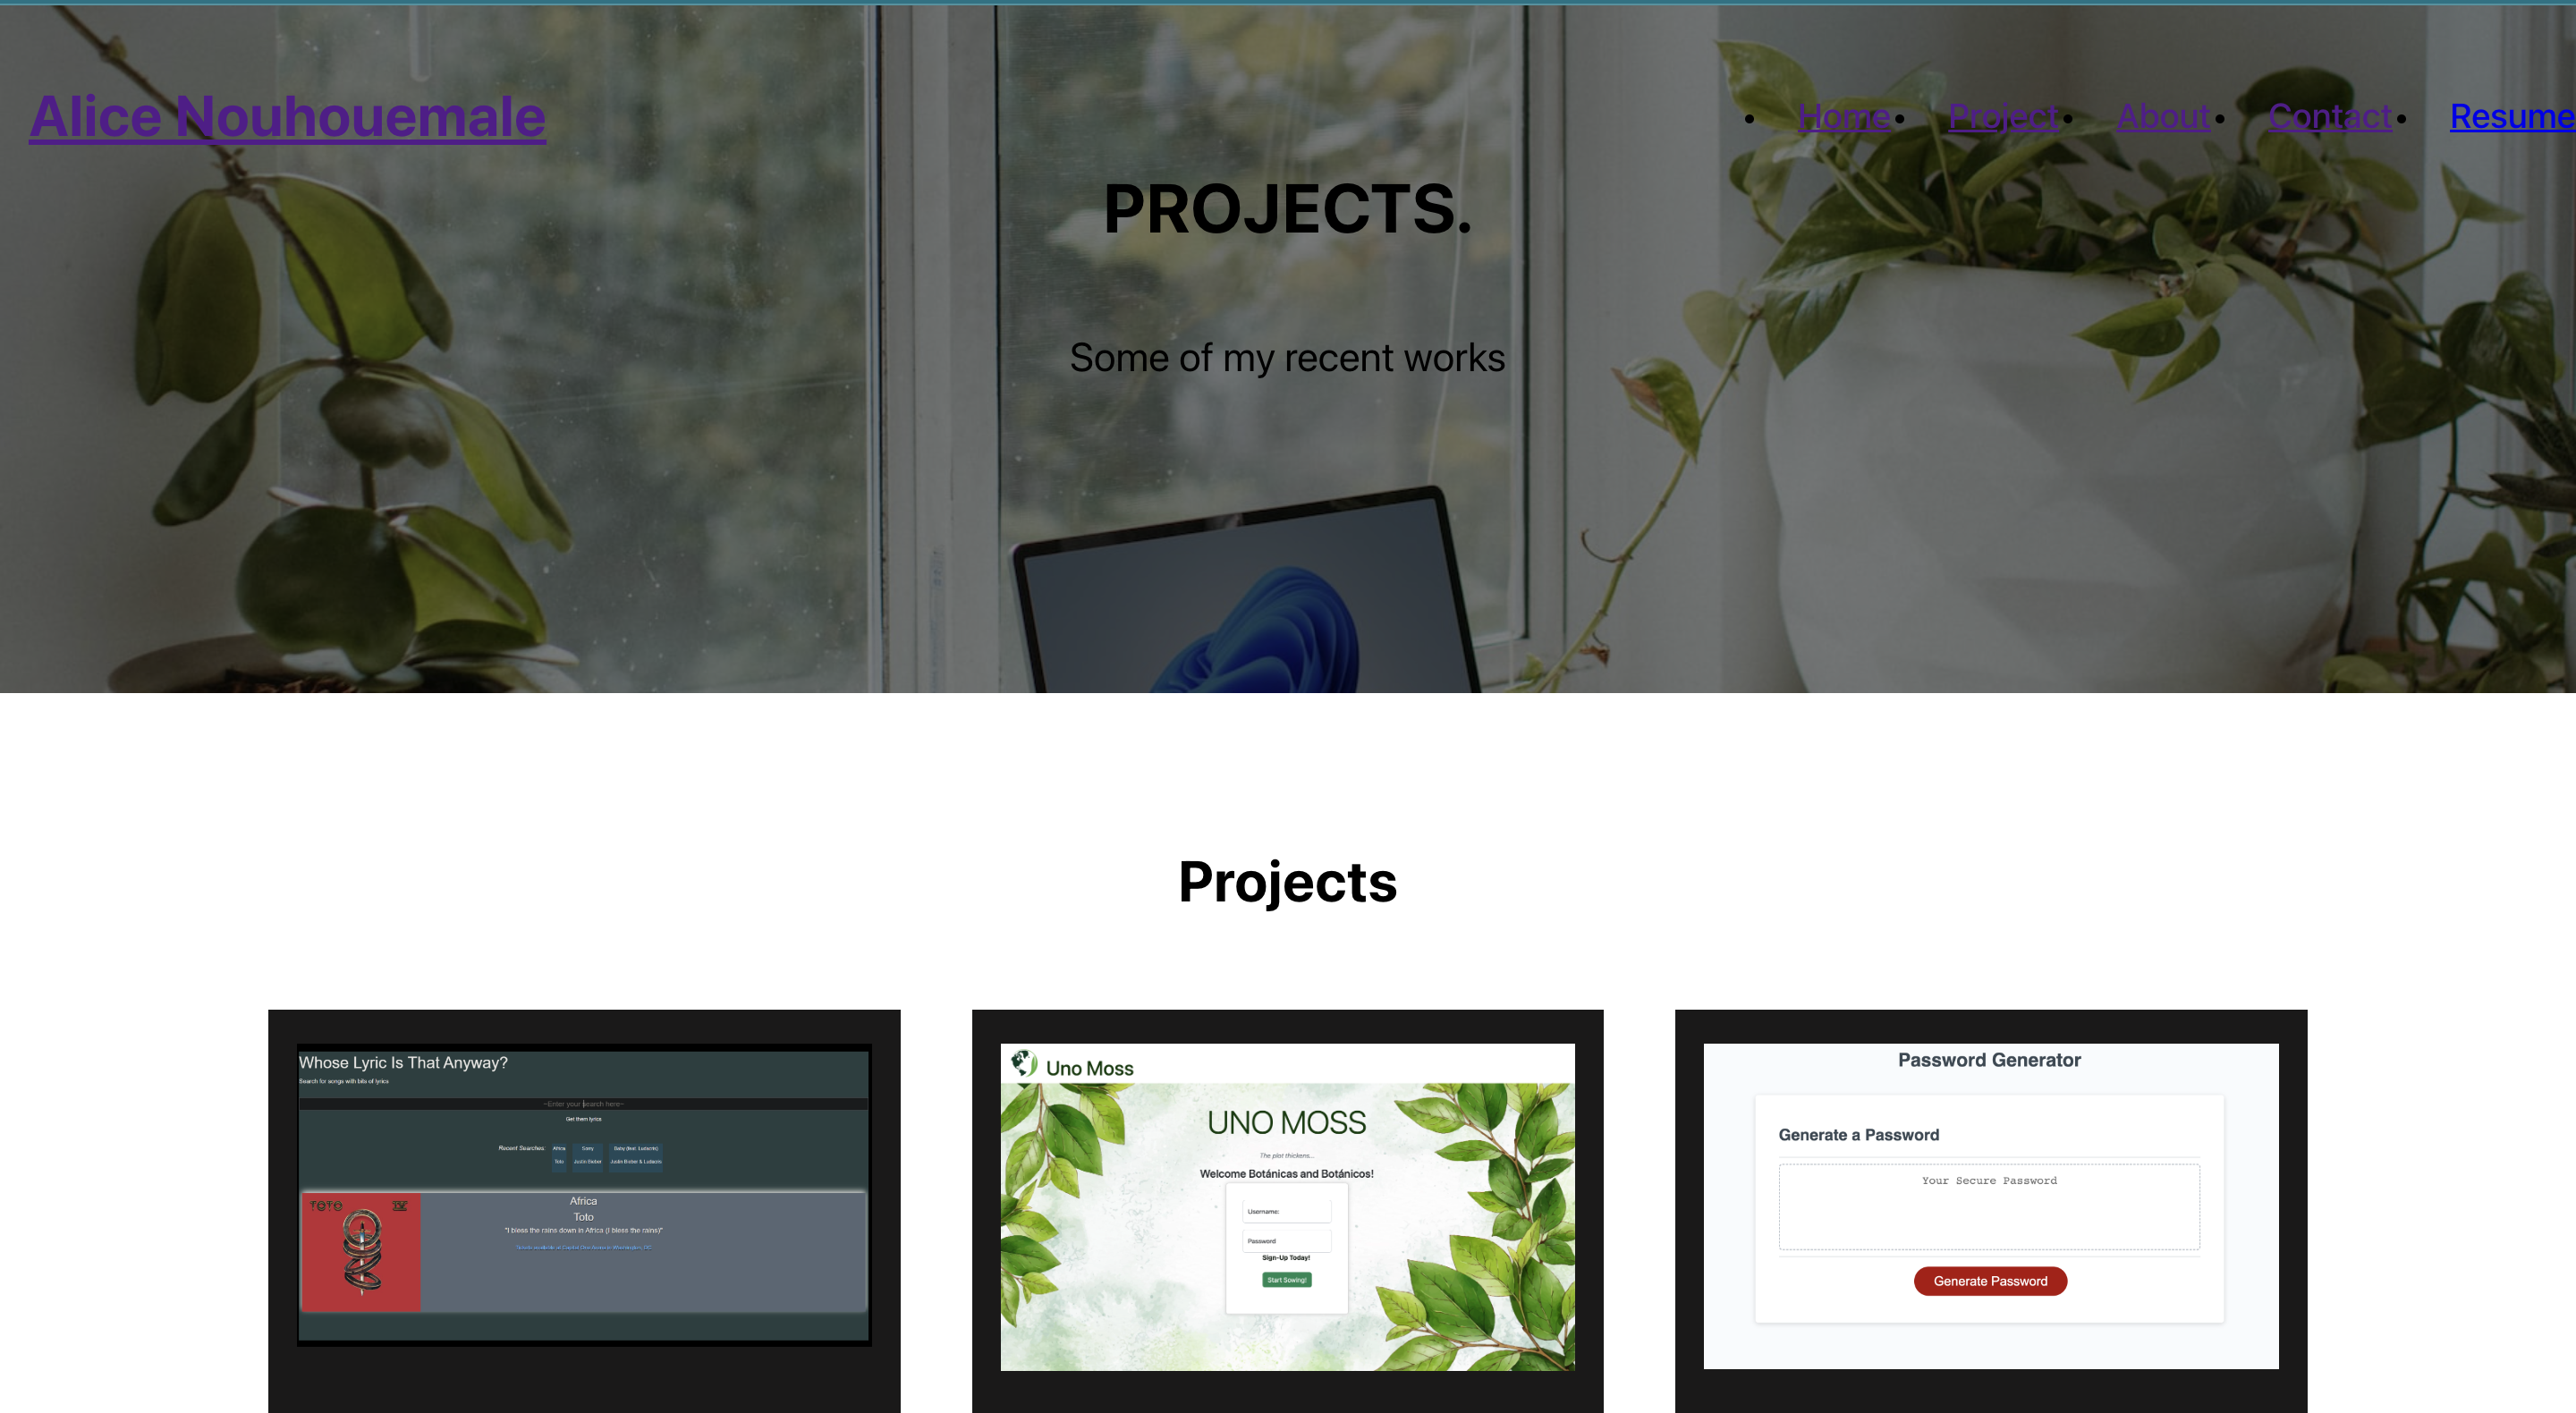 Alice Nouhouemale
Home Project About Contact Resume
PROJECTS.
Some of my recent works
Projects
Whose Lyric Is That Anyway?
Search for songs with bits of lyrics
~Enter your search here~
Get them lyrics
Recent Searches
Africa
Toto
Sorry
Justin Bieber
Baby (feat. Ludacris)
Justin Bieber & Ludacris
TOTO IV
Africa
Toto
"I bless the rains down in Africa (I bless the rains)"
Uno Moss
UNO MOSS
The plot thickens...
Welcome Botánicas and Botánicos!
Username:
Password
Sign-Up Today!
Start Sowing!
Password Generator
Generate a Password
Your Secure Password
Generate Password